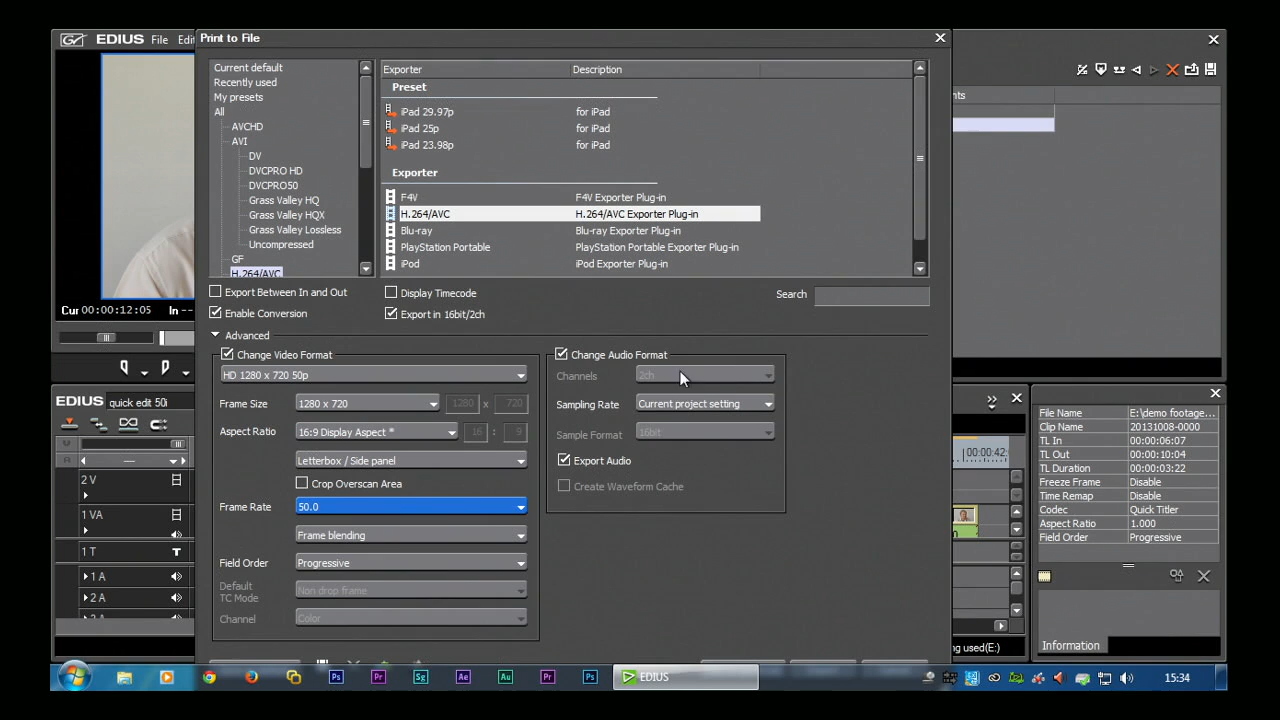 EDIUS File Edi
Print to File
Current default
Recently used
My presets
All
AVCHD
AVI
DV
DVCPRO HD
DVCPRO50
Grass Valley HQ
Grass Valley HQX
Grass Valley Lossless
Uncompressed
GF
H.264/AVC
Exporter Description
Preset
iPad 29.97p for iPad
iPad 25p for iPad
iPad 23.98p for iPad
Exporter
F4V F4V Exporter Plug-in
H.264/AVC H.264/AVC Exporter Plug-in
Blu-ray Blu-ray Exporter Plug-in
PlayStation Portable PlayStation Portable Exporter Plug-in
iPod iPod Exporter Plug-in
Export Between In and Out
Display Timecode
Search
Enable Conversion
Export in 16bit/2ch
Advanced
Change Video Format
HD 1280 x 720 50p
Frame Size 1280 x 720 1280 x 720
Aspect Ratio 16:9 Display Aspect * 16 : 9
Letterbox / Side panel
Crop Overscan Area
Frame Rate 50.0
Frame blending
Field Order Progressive
Default
TC Mode
Non drop frame
Channel Color
Change Audio Format
Channels 2ch
Sampling Rate Current project setting
Sample Format 16bit
Export Audio
Create Waveform Cache
Cur 00:00:12:05 In --
EDIUS quick edit 50i
2 V
1 VA
1 T
1 A
2 A
nts
00:00:42:
File Name E:\demo footage...
Clip Name 20131008-0000
TL In 00:00:06:07
TL Out 00:00:10:04
TL Duration 00:00:03:22
Freeze Frame Disable
Time Remap Disable
Codec Quick Titler
Aspect Ratio 1.000
Field Order Progressive
Information
ng used(E:)
Ps Pr Sg Ae Au Pr Ps
EDIUS
15:34